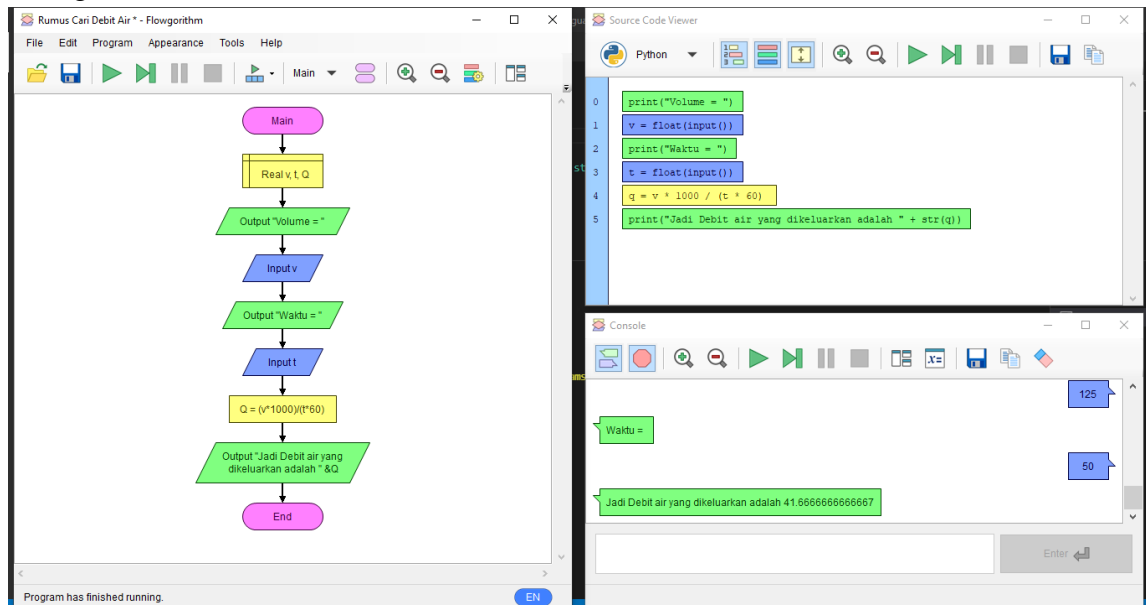 Rumus Cari Debit Air * - Flowgorithm
File Edit Program Appearance Tools Help
Main
Main
Real v, t, Q
Output "Volume = "
Input v
Output "Waktu = "
Input t
Q = (v*1000)/(t*60)
Output "Jadi Debit air yang
dikeluarkan adalah " &Q
End
Program has finished running.
EN
Source Code Viewer
Python
0 print("Volume = ")
1 v = float(input())
2 print("Waktu = ")
3 t = float(input())
4 q = v * 1000 / (t * 60)
5 print("Jadi Debit air yang dikeluarkan adalah " + str(q))
Console
125
Waktu =
50
Jadi Debit air yang dikeluarkan adalah 41.6666666666667
Enter